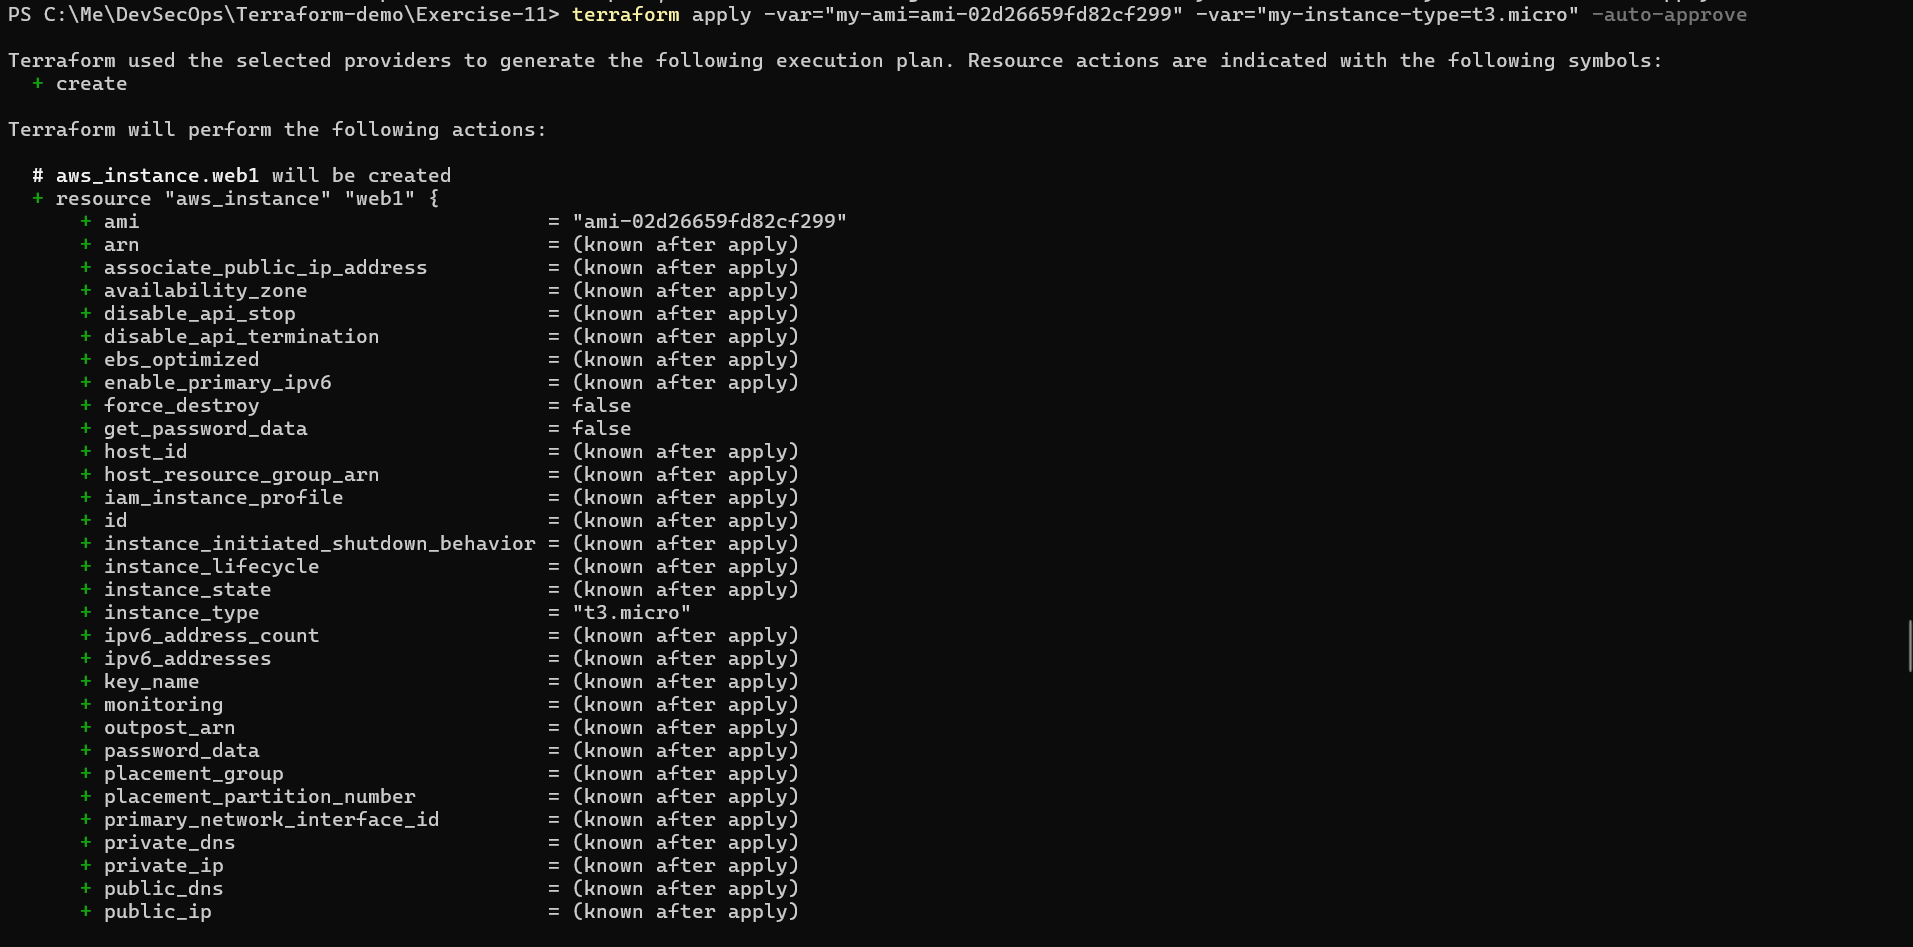 PS C:\Me\DevSecOps\Terraform-demo\Exercise-11> terraform apply -var="my-ami=ami-02d26659fd82cf299" -var="my-instance-type=t3.micro" -auto-approve
Terraform used the selected providers to generate the following execution plan. Resource actions are indicated with the following symbols:
  + create
Terraform will perform the following actions:
  # aws_instance.web1 will be created
  + resource "aws_instance" "web1" {
      + ami                                  = "ami-02d26659fd82cf299"
      + arn                                  = (known after apply)
      + associate_public_ip_address          = (known after apply)
      + availability_zone                    = (known after apply)
      + disable_api_stop                     = (known after apply)
      + disable_api_termination              = (known after apply)
      + ebs_optimized                        = (known after apply)
      + enable_primary_ipv6                  = (known after apply)
      + force_destroy                        = false
      + get_password_data                    = false
      + host_id                              = (known after apply)
      + host_resource_group_arn              = (known after apply)
      + iam_instance_profile                 = (known after apply)
      + id                                   = (known after apply)
      + instance_initiated_shutdown_behavior = (known after apply)
      + instance_lifecycle                   = (known after apply)
      + instance_state                       = (known after apply)
      + instance_type                        = "t3.micro"
      + ipv6_address_count                   = (known after apply)
      + ipv6_addresses                       = (known after apply)
      + key_name                             = (known after apply)
      + monitoring                           = (known after apply)
      + outpost_arn                          = (known after apply)
      + password_data                        = (known after apply)
      + placement_group                      = (known after apply)
      + placement_partition_number           = (known after apply)
      + primary_network_interface_id         = (known after apply)
      + private_dns                          = (known after apply)
      + private_ip                           = (known after apply)
      + public_dns                           = (known after apply)
      + public_ip                            = (known after apply)